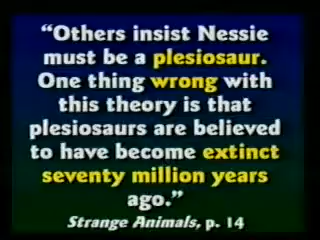 “Others insist Nessie
must be a plesiosaur.
One thing wrong with
this theory is that
plesiosaurs are believed
to have become extinct
seventy million years
ago.”
Strange Animals, p. 14